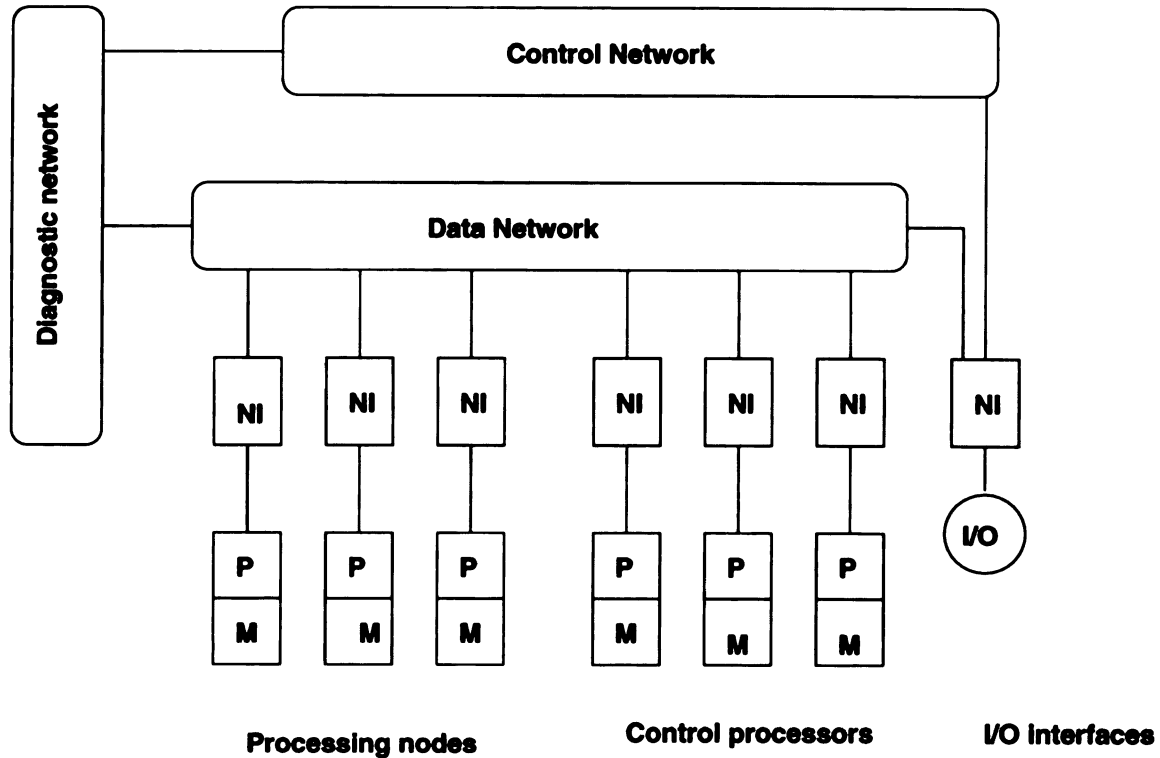 Control Network
Diagnostic network
Data Network
NI NI NI NI NI NI NI
P P P P P P I/O
M M M M M M
Processing nodes Control processors I/O interfaces